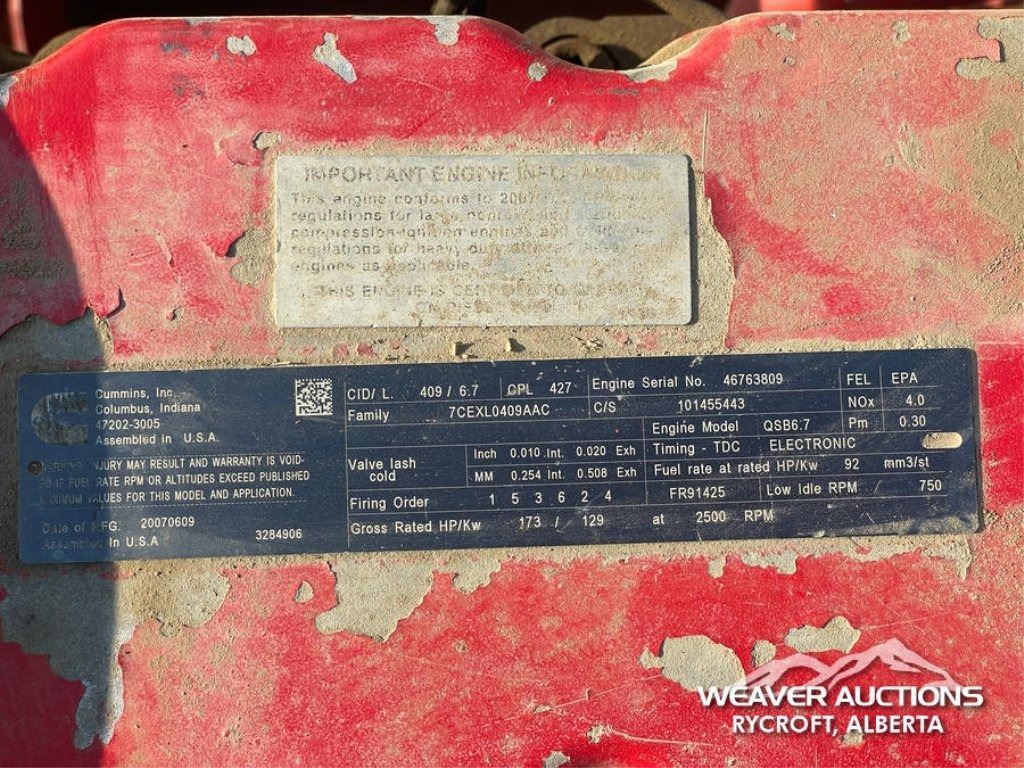 IMPORTANT ENGINE INFORMATION
This engine conforms to 2007
regulations for large nonroad
compression-ignition engines and
regulations for heavy duty
engines as applicable
THIS ENGINE IS TO
Cummins, Inc.
Columbus, Indiana
47202-3005
Assembled in U.S.A.
WARNING INJURY MAY RESULT AND WARRANTY IS VOID-
ED IF FUEL RATE RPM OR ALTITUDES EXCEED PUBLISHED
MAXIMUM VALUES FOR THIS MODEL AND APPLICATION.
Date of MFG. 20070609
Assembled in U.S.A 3284906
CID/L. 409 / 6.7 CPL 427 Engine Serial No. 46763809 FEL EPA
Family 7CEXL0409AAC C/S 101455443 NOx 4.0
Engine Model QSB6.7 Pm 0.30
Valve lash cold Inch 0.010 Int. 0.020 Exh Timing - TDC ELECTRONIC
MM 0.254 Int. 0.508 Exh Fuel rate at rated HP/Kw 92 mm3/st
Firing Order 1 5 3 6 2 4 FR91425 Low Idle RPM / 750
Gross Rated HP/Kw 173 / 129 at 2500 RPM
WEAVER AUCTIONS
RYCROFT, ALBERTA